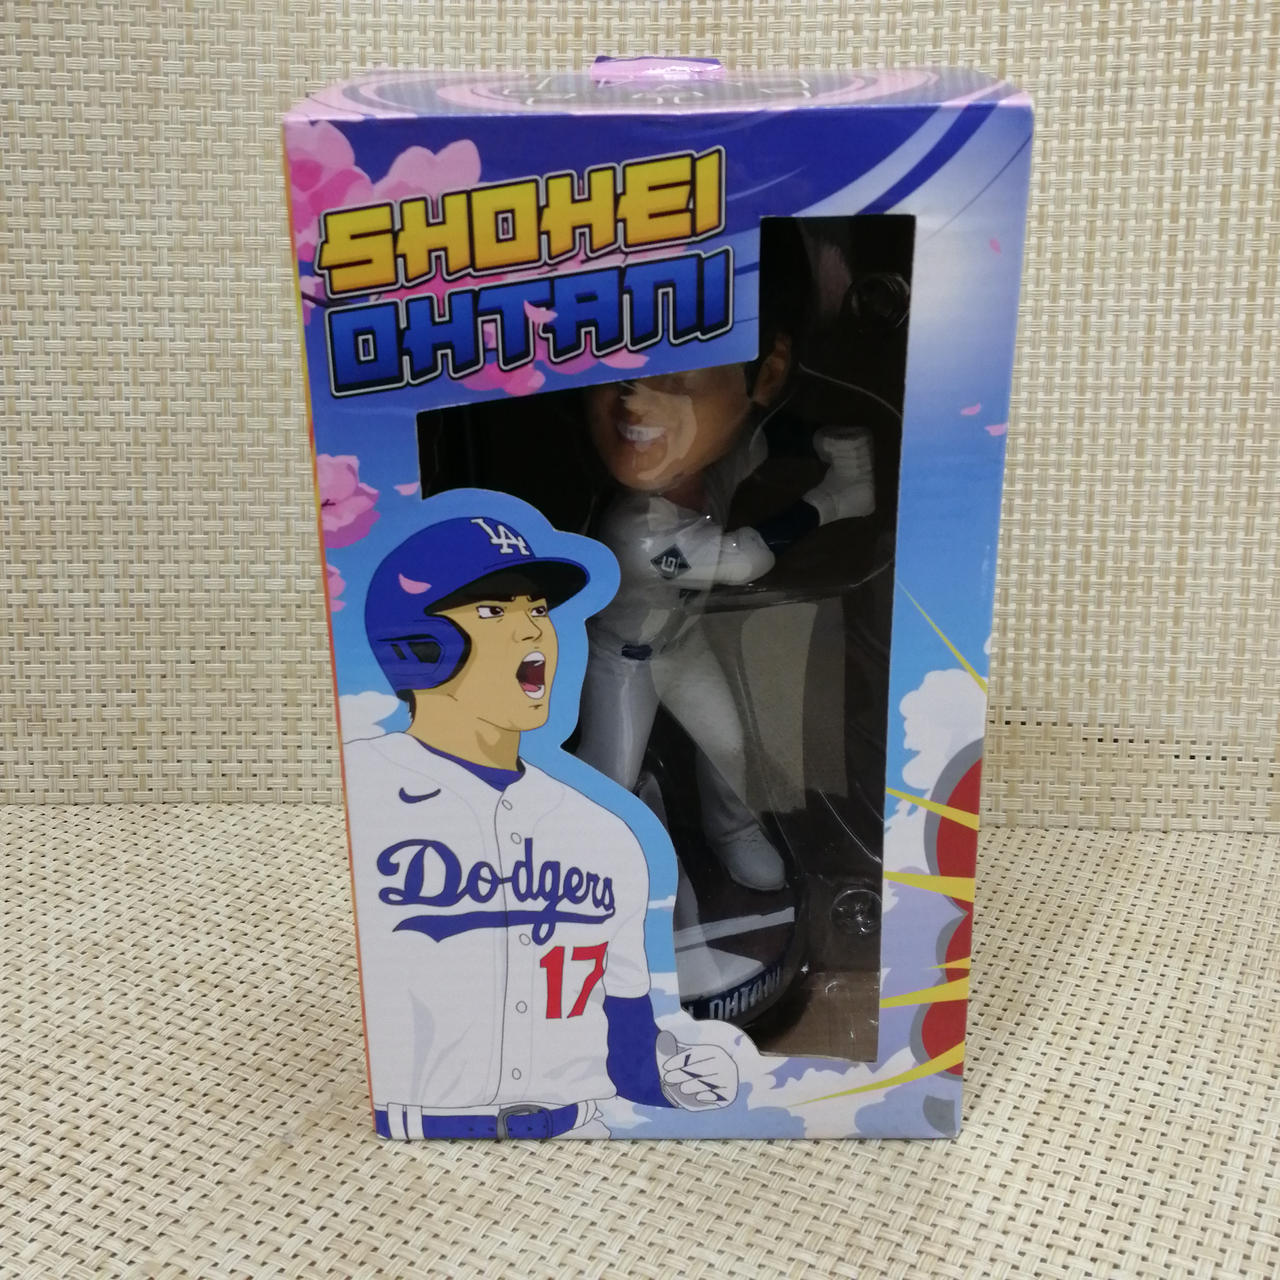 SHOHEI
OHTANI
LA
Dodgers
17
OHTANI